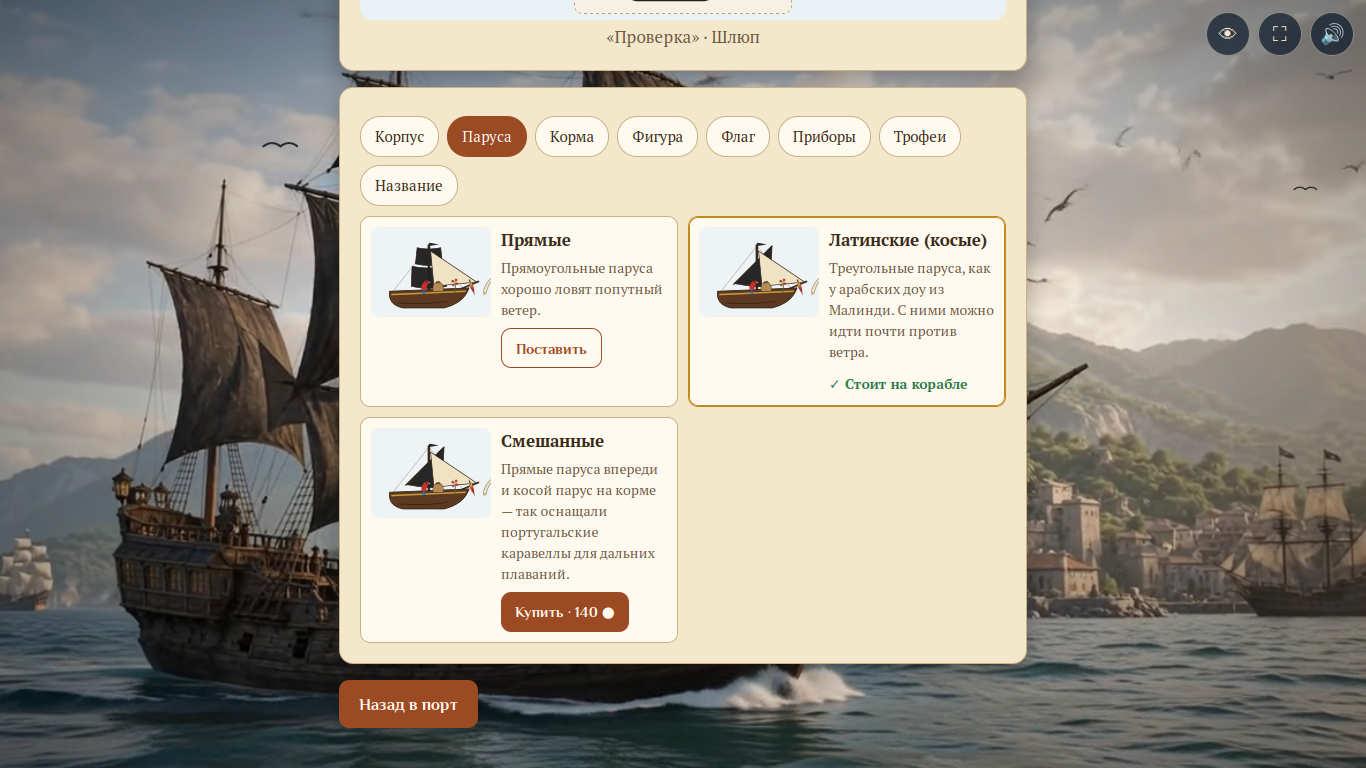 «Проверка» · Шлюп
Корпус
Паруса
Корма
Фигура
Флаг
Приборы
Трофеи
Название
Прямые
Прямоугольные паруса
хорошо ловят попутный
ветер.
Поставить
Латинские (косые)
Треугольные паруса, как
у арабских доу из
Малинди. С ними можно
идти почти против
ветра.
✓ Стоит на корабле
Смешанные
Прямые паруса впереди
и косой парус на корме
— так оснащали
португальские
каравеллы для дальних
плаваний.
Купить · 140
Назад в порт